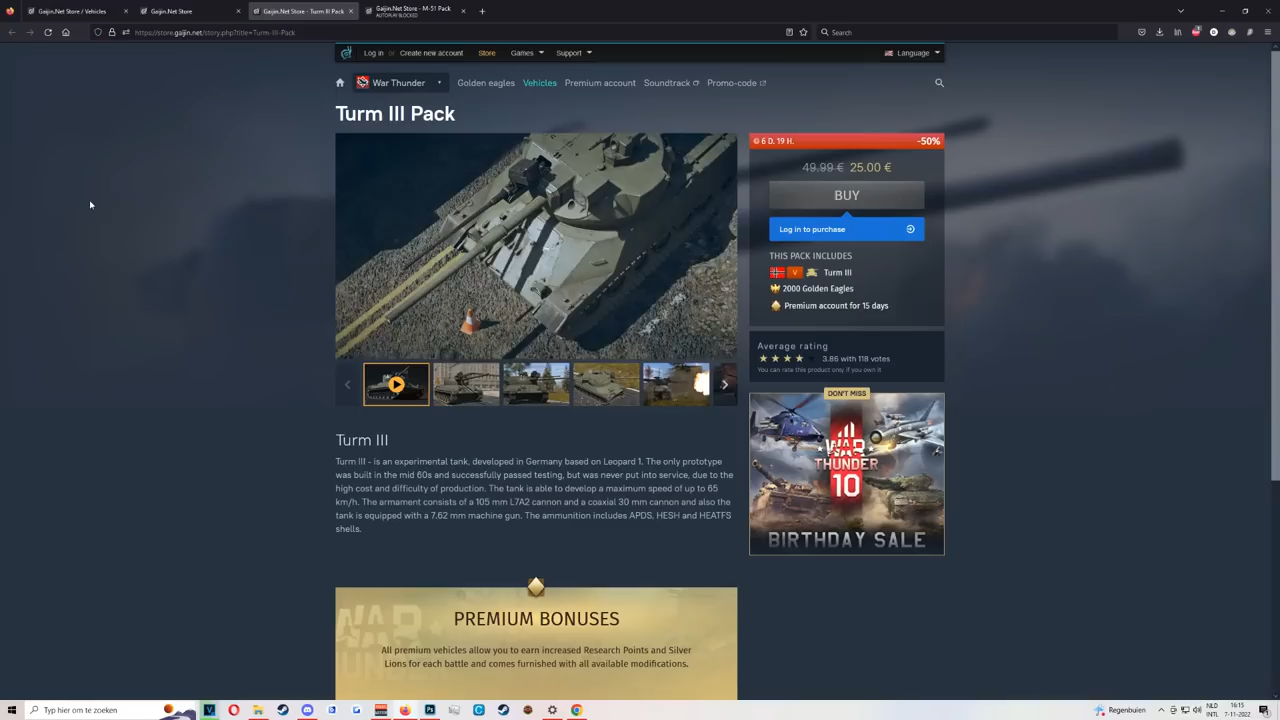 Gaijin.Net Store / Vehicles
Gaijin.Net Store
Gaijin.Net Store - Turm III Pack
Gaijin.Net Store - M-51 Pack
AUTOPLAY BLOCKED
https://store.gaijin.net/story.php?title=Turm-III-Pack
Search
Log in or Create new account Store Games Support Language
War Thunder Golden eagles Vehicles Premium account Soundtrack Promo-code
Turm III Pack
6 D. 19 H. -50%
49.99 € 25.00 €
BUY
Log in to purchase
THIS PACK INCLUDES
V Turm III
2000 Golden Eagles
Premium account for 15 days
Average rating
3.86 with 118 votes
You can rate this product only if you own it
DON'T MISS
WAR
THUNDER
10
BIRTHDAY SALE
Turm III
Turm III - is an experimental tank, developed in Germany based on Leopard 1. The only prototype
was built in the mid 60s and successfully passed testing, but was never put into service, due to the
high cost and difficulty of production. The tank is able to develop a maximum speed of up to 65
km/h. The armament consists of a 105 mm L7A2 cannon and a coaxial 30 mm cannon and also the
tank is equipped with a 7.62 mm machine gun. The ammunition includes APDS, HESH and HEATFS
shells.
PREMIUM BONUSES
All premium vehicles allow you to earn increased Research Points and Silver
Lions for each battle and comes furnished with all available modifications.
Typ hier om te zoeken
Regenbuien
NLD
INTL
16:15
7-11-2022